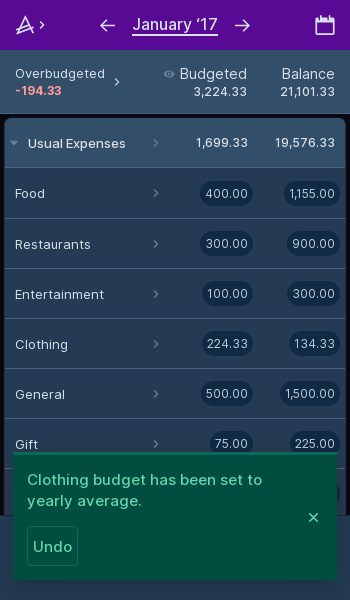 January ‘17
Overbudgeted Budgeted Balance
-194.33 3,224.33 21,101.33
Usual Expenses 1,699.33 19,576.33
Food 400.00 1,155.00
Restaurants 300.00 900.00
Entertainment 100.00 300.00
Clothing 224.33 134.33
General 500.00 1,500.00
Gift 75.00 225.00
Clothing budget has been set to
yearly average.
Undo